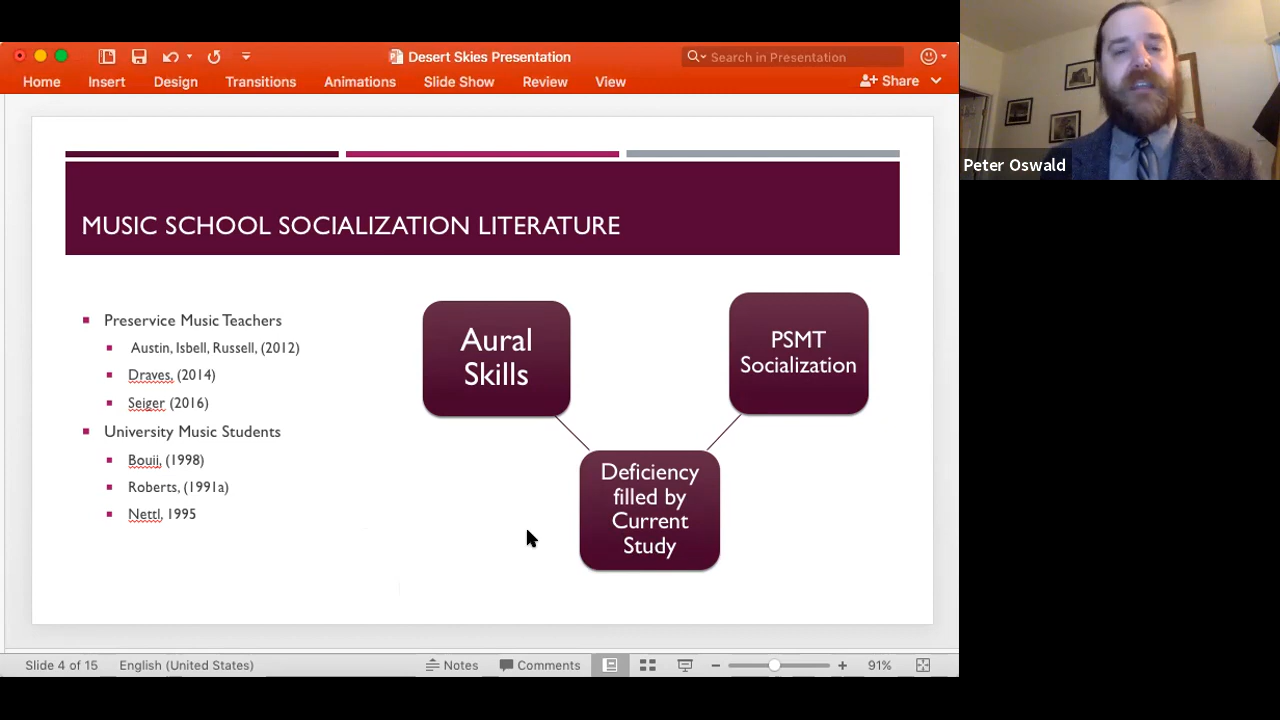 Desert Skies Presentation
Search in Presentation
Home Insert Design Transitions Animations Slide Show Review View Share
Peter Oswald
MUSIC SCHOOL SOCIALIZATION LITERATURE
Preservice Music Teachers
Austin, Isbell, Russell, (2012)
Draves, (2014)
Seiger (2016)
University Music Students
Bouij, (1998)
Roberts, (1991a)
Nettl, 1995
Aural
Skills
PSMT
Socialization
Deficiency
filled by
Current
Study
Slide 4 of 15 English (United States) Notes Comments 91%